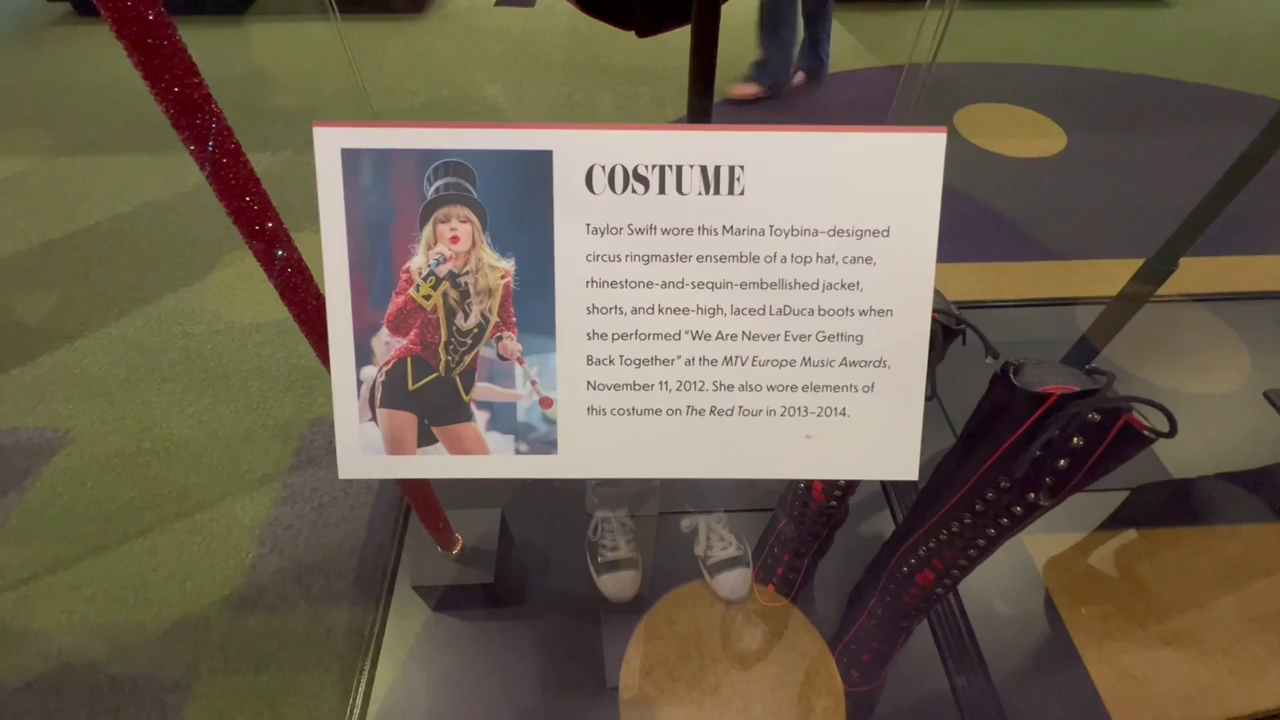 COSTUME
Taylor Swift wore this Marina Toybina–designed
circus ringmaster ensemble of a top hat, cane,
rhinestone-and-sequin-embellished jacket,
shorts, and knee-high, laced LaDuca boots when
she performed “We Are Never Ever Getting
Back Together” at the MTV Europe Music Awards,
November 11, 2012. She also wore elements of
this costume on The Red Tour in 2013–2014.